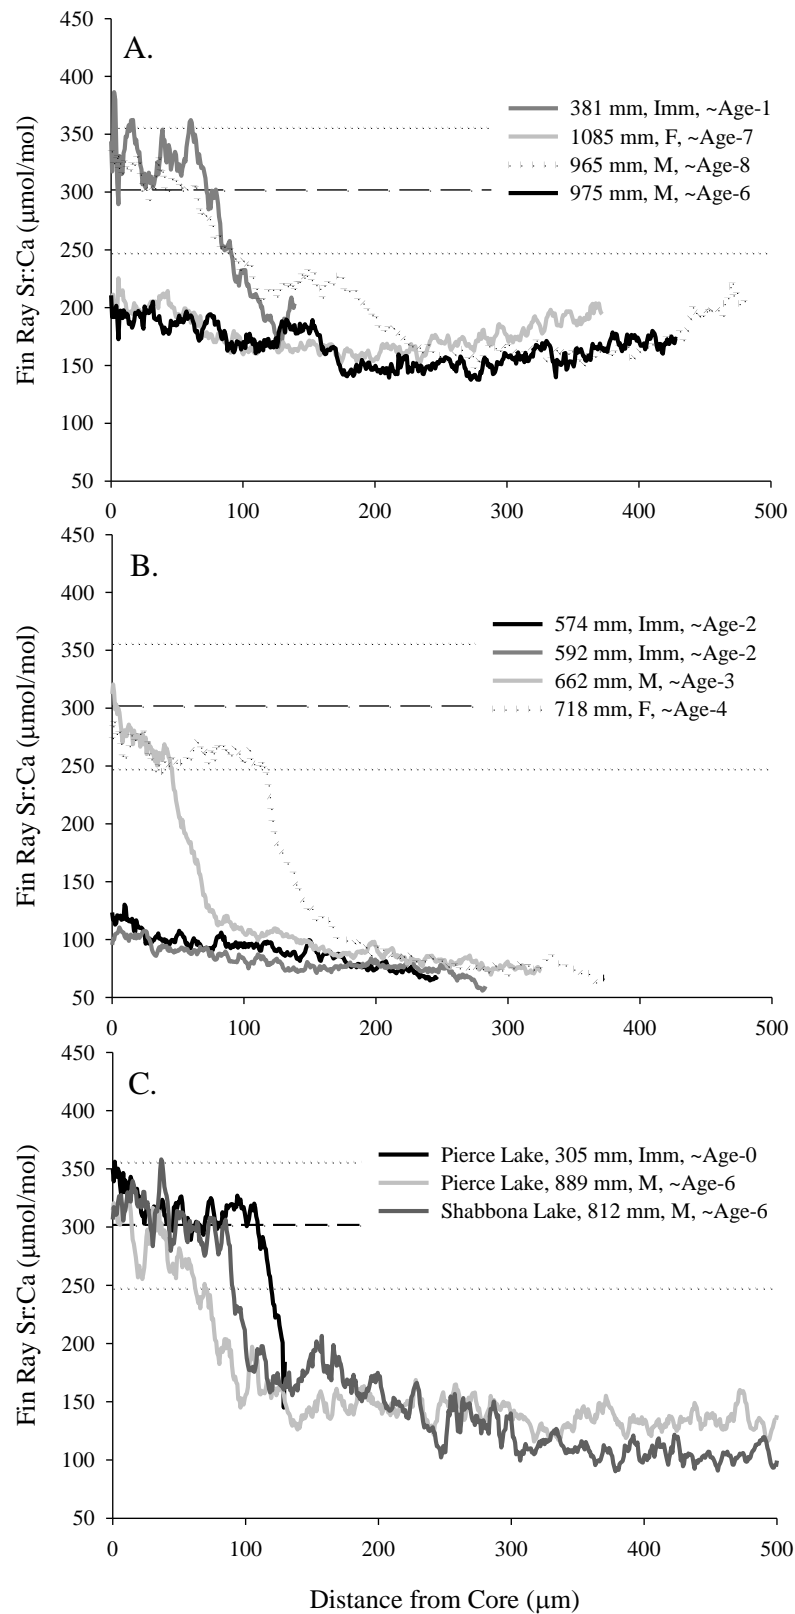 450
A.
400
381 mm, Imm, ~Age-1
350
1085 mm, F, ~Age-7
965 mm, M, ~Age-8
300
975 mm, M, ~Age-6
250
200
150
100
50
Fin Ray Sr:Ca (μmol/mol)
0 100 200 300 400 500
450
B.
400
574 mm, Imm, ~Age-2
350
592 mm, Imm, ~Age-2
662 mm, M, ~Age-3
300
718 mm, F, ~Age-4
250
200
150
100
50
Fin Ray Sr:Ca (μmol/mol)
0 100 200 300 400 500
450
C.
400
Pierce Lake, 305 mm, Imm, ~Age-0
350
Pierce Lake, 889 mm, M, ~Age-6
Shabbona Lake, 812 mm, M, ~Age-6
300
250
200
150
100
50
Fin Ray Sr:Ca (μmol/mol)
0 100 200 300 400 500
Distance from Core (μm)